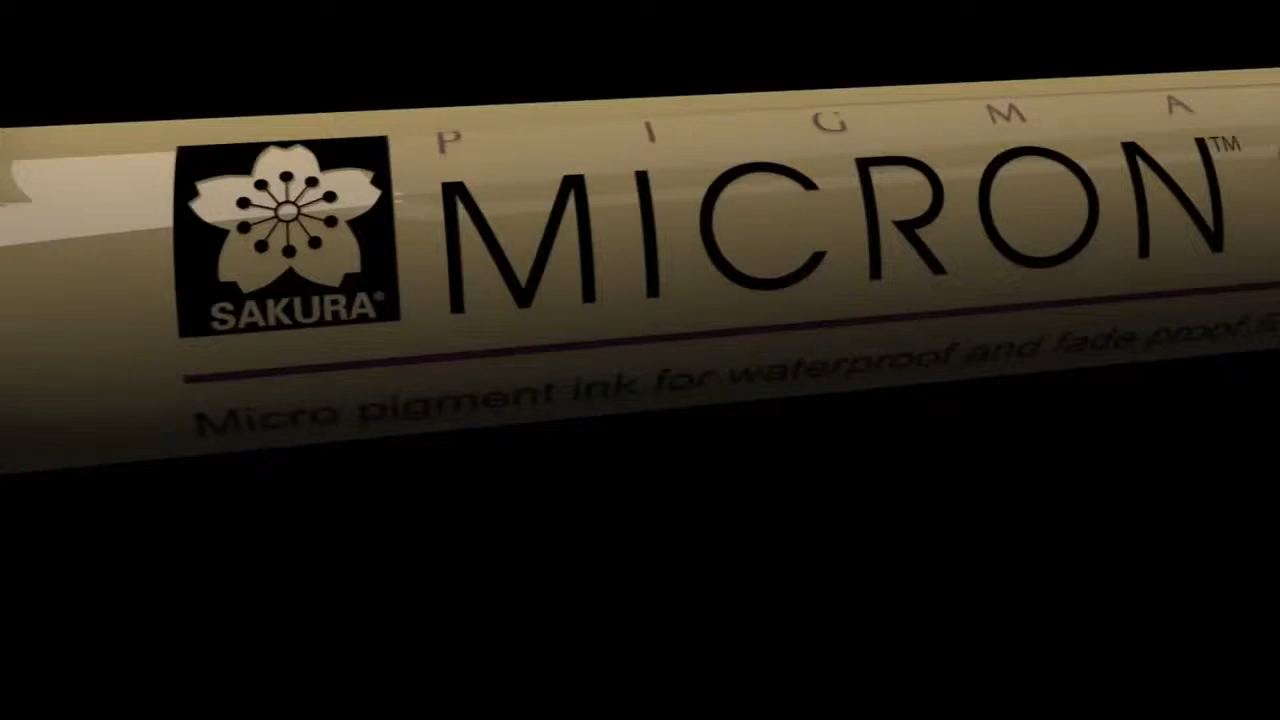 P I G M A
MICRON™
SAKURA®
Micro pigment ink for waterproof and fade proof